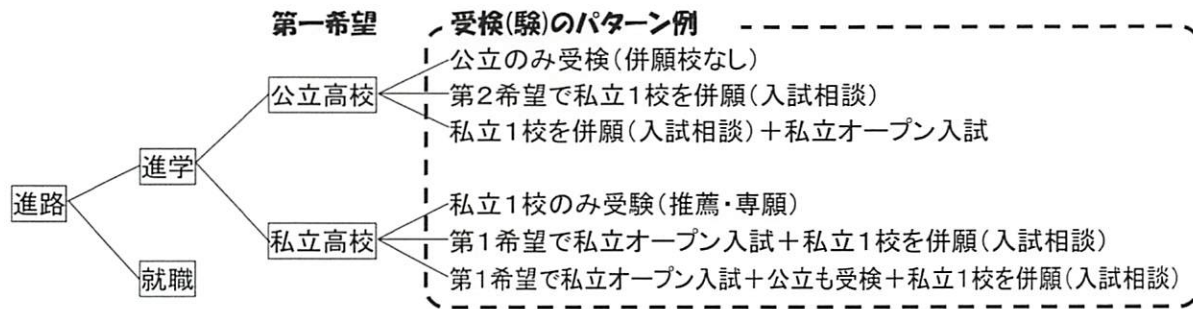 第一希望
受検(験)のパターン例
公立のみ受検(併願校なし)
公立高校
第2希望で私立1校を併願(入試相談)
私立1校を併願(入試相談)+私立オープン入試
進学
進路
私立1校のみ受験(推薦・専願)
私立高校
第1希望で私立オープン入試+私立1校を併願(入試相談)
就職
第1希望で私立オープン入試+公立も受検+私立1校を併願(入試相談)